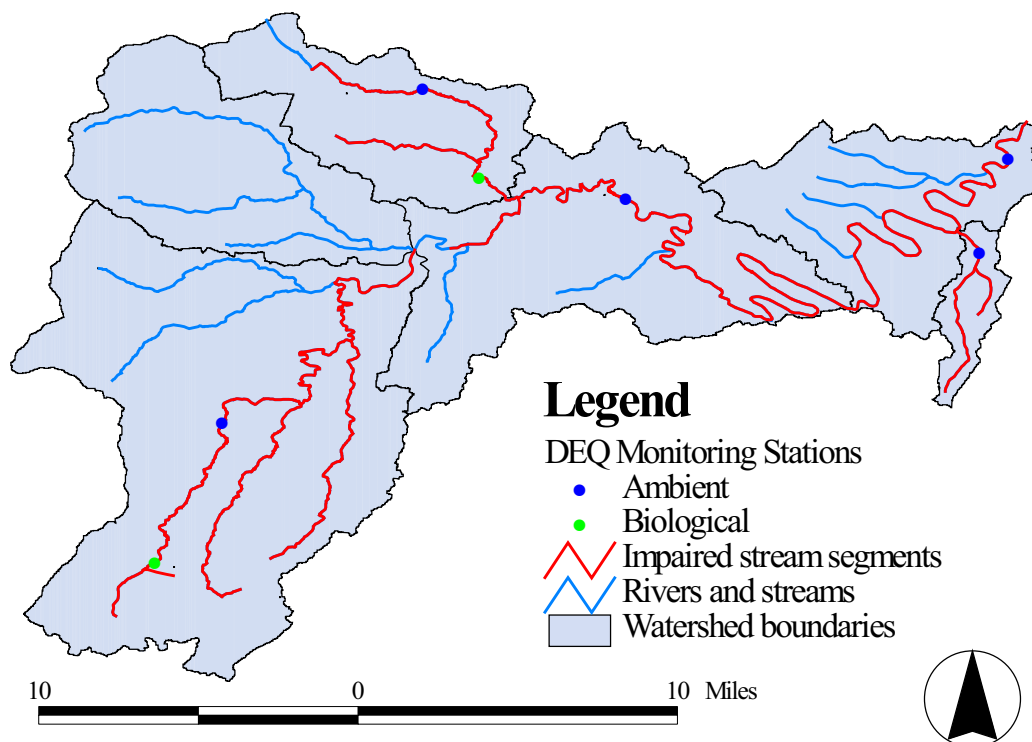 Legend
DEQ Monitoring Stations
Ambient
Biological
Impaired stream segments
Rivers and streams
Watershed boundaries
10 0 10 Miles